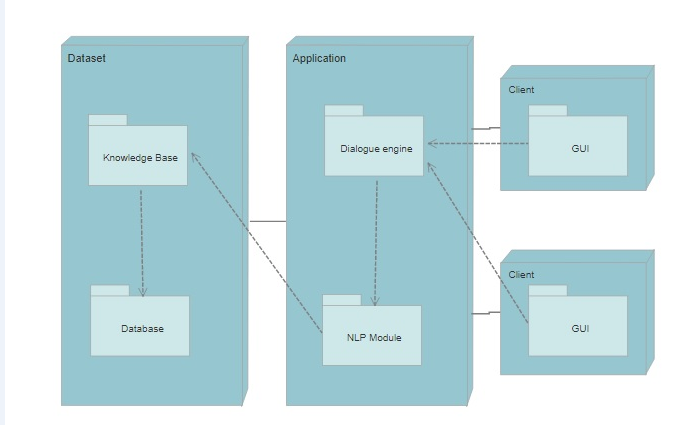 Dataset
Knowledge Base
Database
Application
Dialogue engine
NLP Module
Client
GUI
Client
GUI